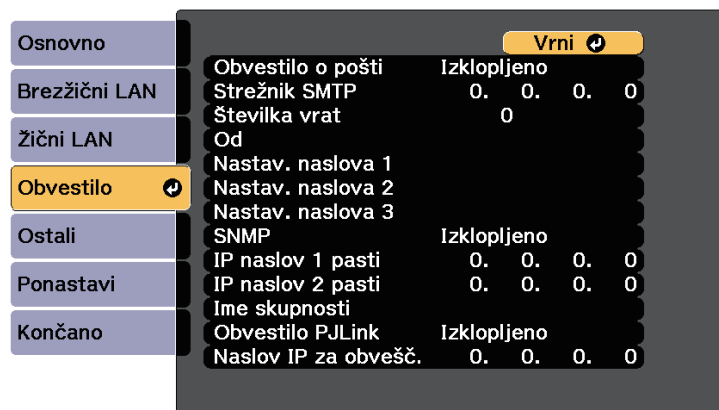 Osnovno
Brezžični LAN
Žični LAN
Obvestilo
Ostali
Ponastavi
Končano
Vrni
Obvestilo o pošti Izklopljeno
Strežnik SMTP 0. 0. 0. 0
Številka vrat 0
Od
Nastav. naslova 1
Nastav. naslova 2
Nastav. naslova 3
SNMP Izklopljeno
IP naslov 1 pasti 0. 0. 0. 0
IP naslov 2 pasti 0. 0. 0. 0
Ime skupnosti
Obvestilo PJLink Izklopljeno
Naslov IP za obvešč. 0. 0. 0. 0